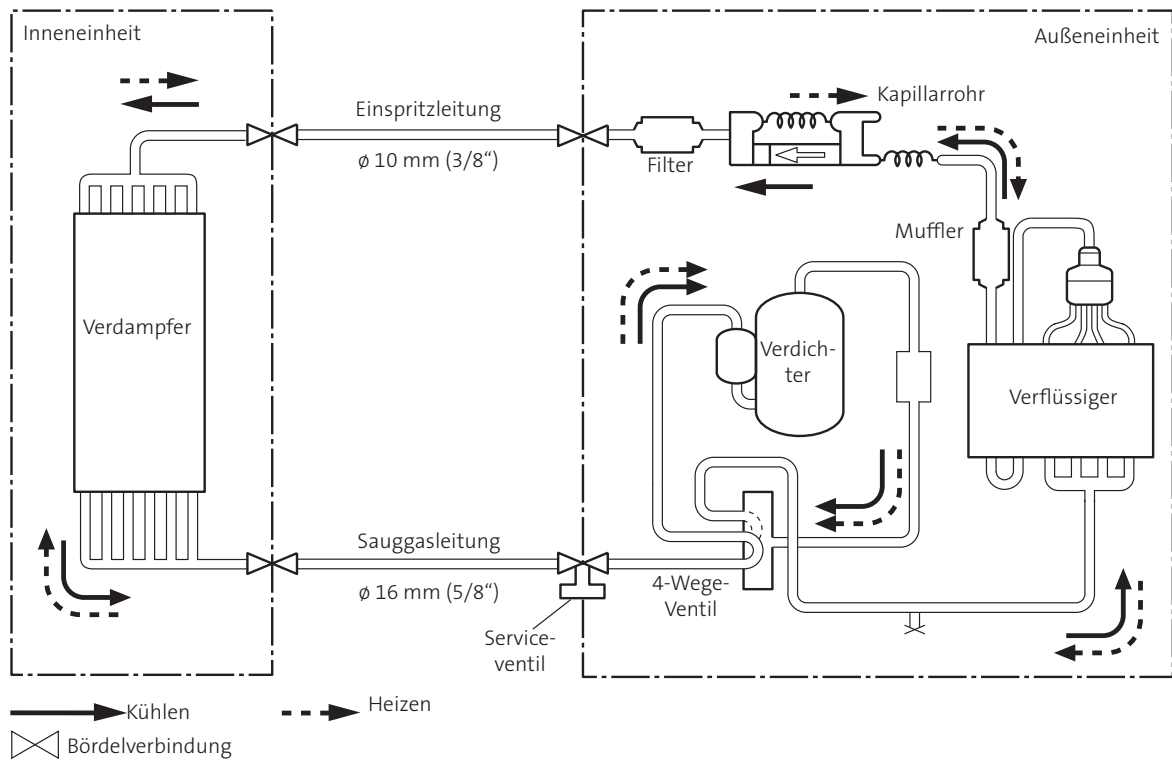 Inneneinheit
Außeneinheit
Einspritzleitung
ø 10 mm (3/8“)
Filter
Kapillarrohr
Muffler
Verdampfer
Verdich-
ter
Verflüssiger
Sauggasleitung
ø 16 mm (5/8“)
4-Wege-
Ventil
Service-
ventil
Kühlen
Heizen
Bördelverbindung